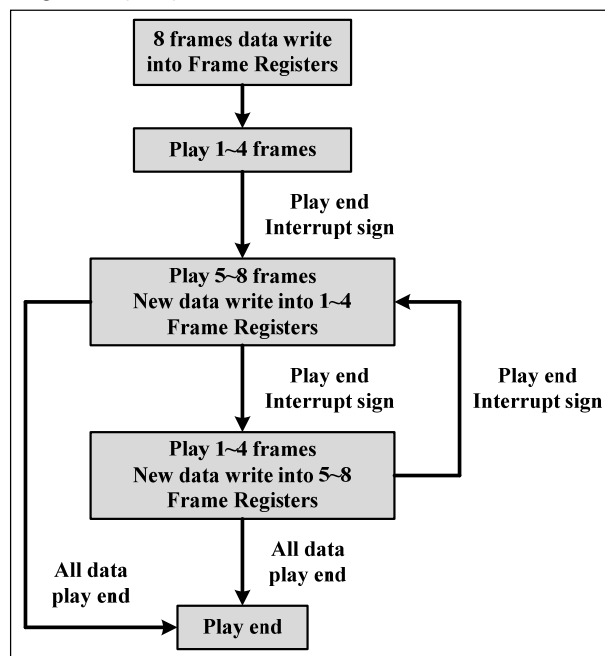 8 frames data write
into Frame Registers
Play 1~4 frames
Play end
Interrupt sign
Play 5~8 frames
New data write into 1~4
Frame Registers
Play end
Interrupt sign
Play end
Interrupt sign
Play 1~4 frames
New data write into 5~8
Frame Registers
All data
play end
All data
play end
Play end